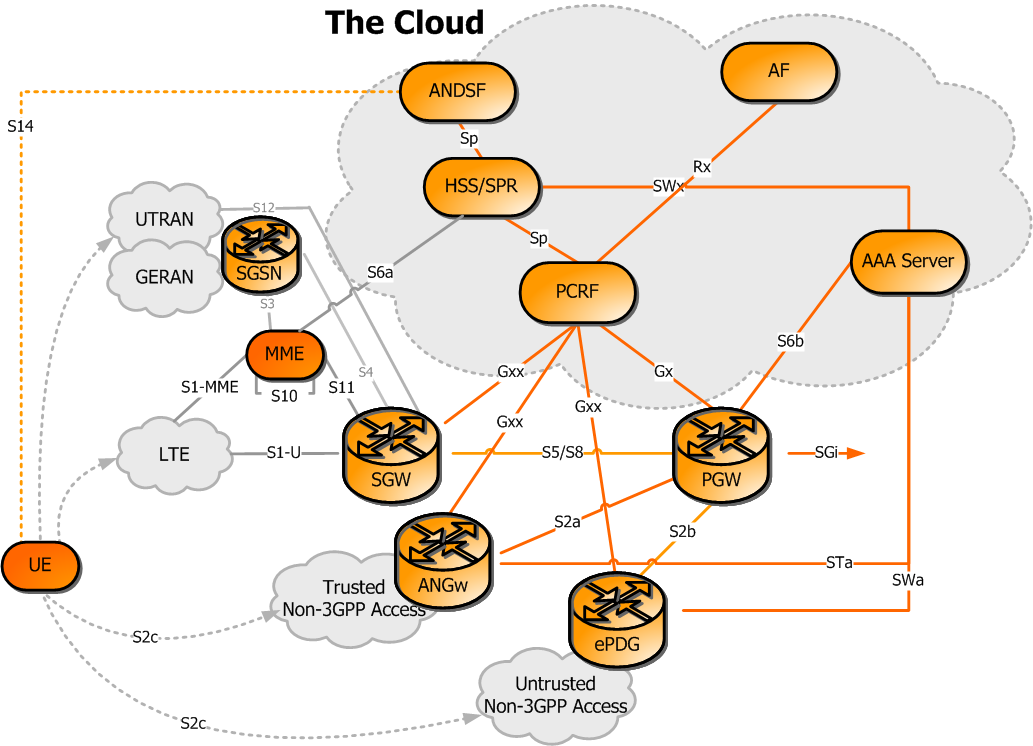 The Cloud
AF
ANDSF
S14
Sp
Rx
HSS/SPR
SWx
S12
UTRAN
Sp
SGSN
AAA Server
GERAN
S6a
PCRF
S3
S6b
MME
S4
Gxx
Gx
S1-MME
S11
S10
Gxx
Gxx
LTE
S1-U
S5/S8
SGi
SGW
PGW
S2a
S2b
UE
STa
SWa
Trusted
Non-3GPP Access
ANGw
S2c
ePDG
Untrusted
Non-3GPP Access
S2c